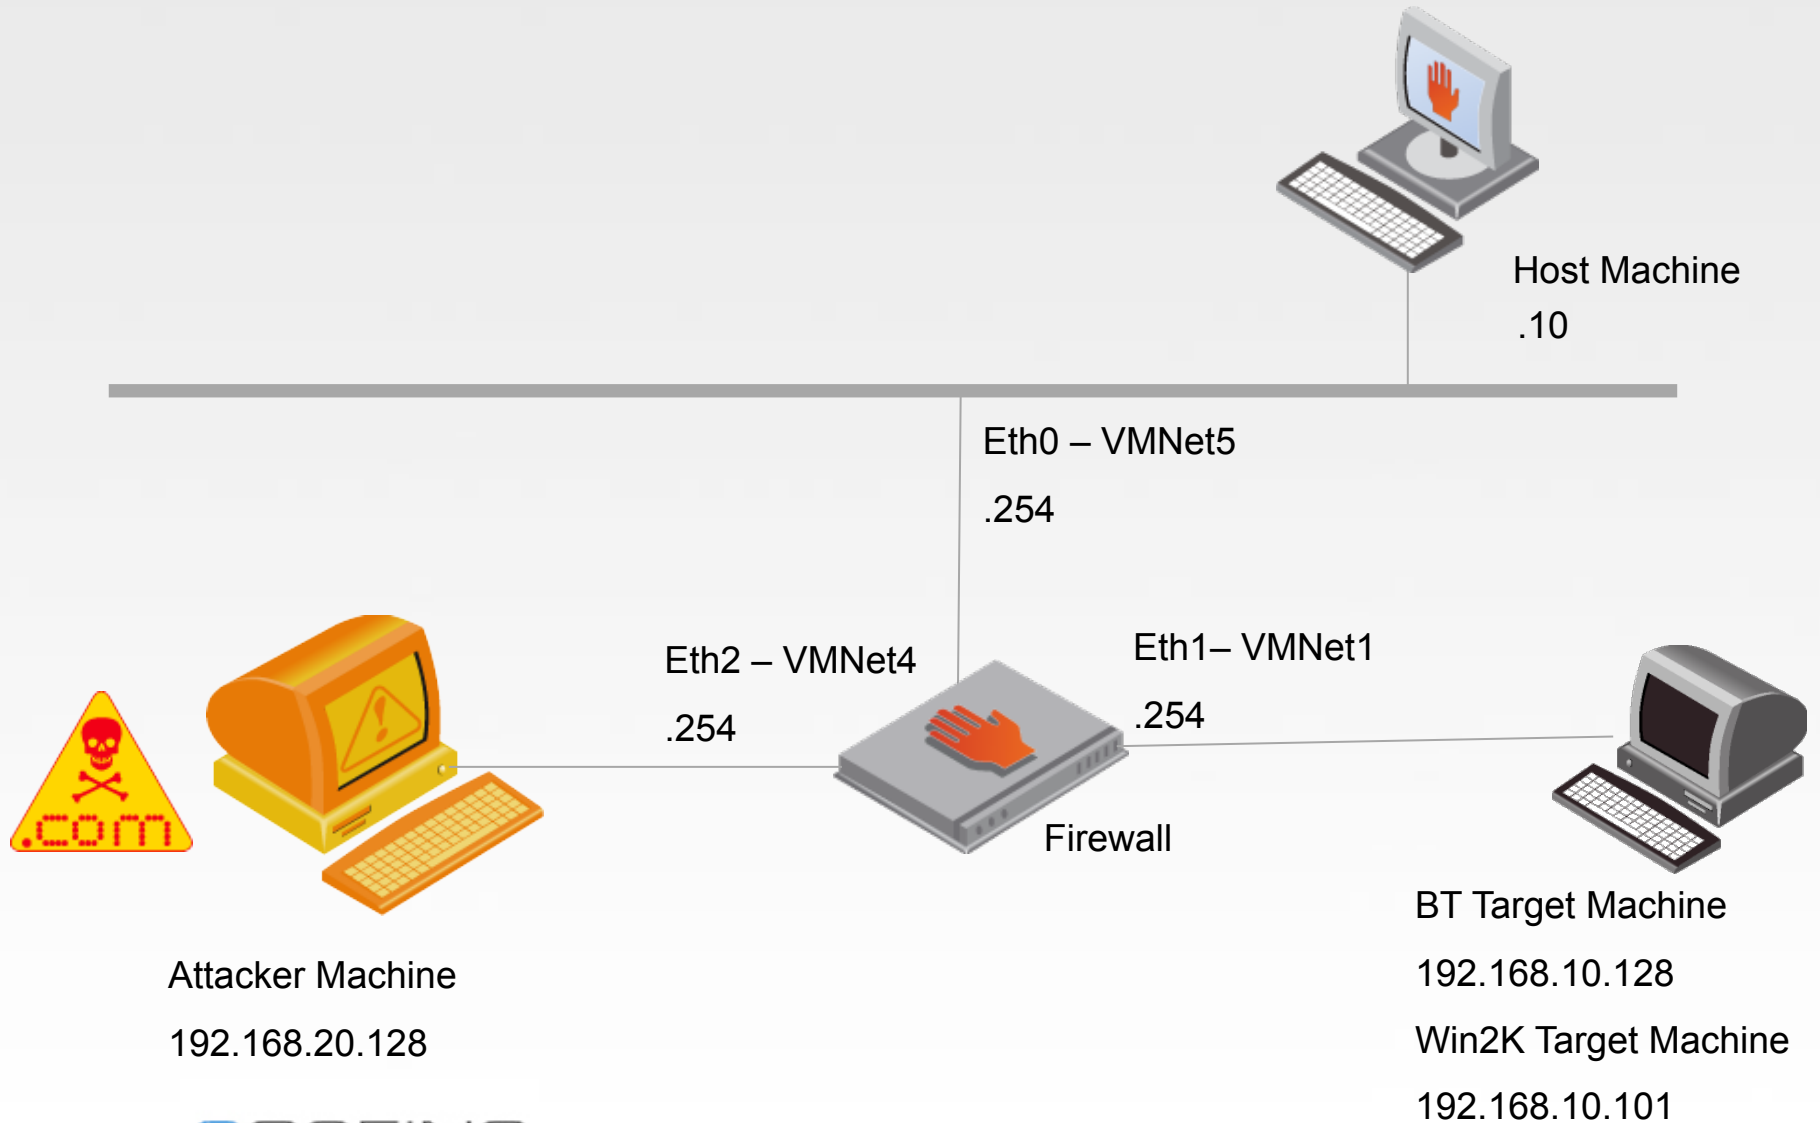 Host Machine
.10
Eth0 – VMNet5
.254
Eth2 – VMNet4
.254
Eth1– VMNet1
.254
.com
Firewall
Attacker Machine
192.168.20.128
BT Target Machine
192.168.10.128
Win2K Target Machine
192.168.10.101